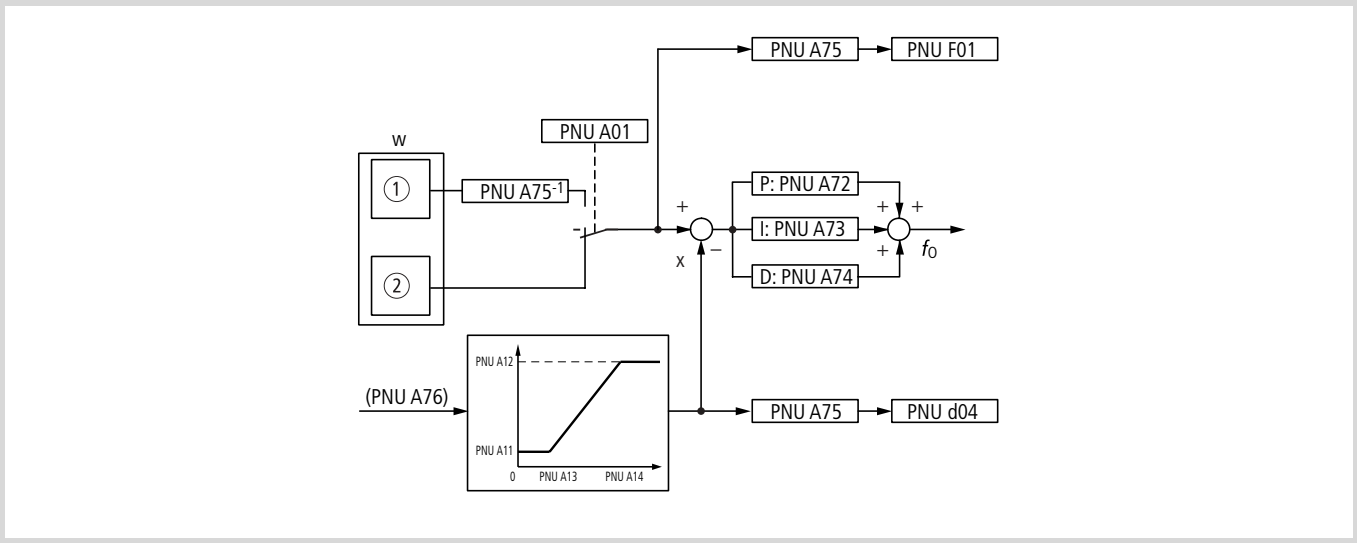 PNU A75
PNU F01
PNU A01
w
①
PNU A75-1
②
+
−
x
P: PNU A72
I: PNU A73
D: PNU A74
+
+
+
f0
(PNU A76)
PNU A12
PNU A11
0
PNU A13
PNU A14
PNU A75
PNU d04